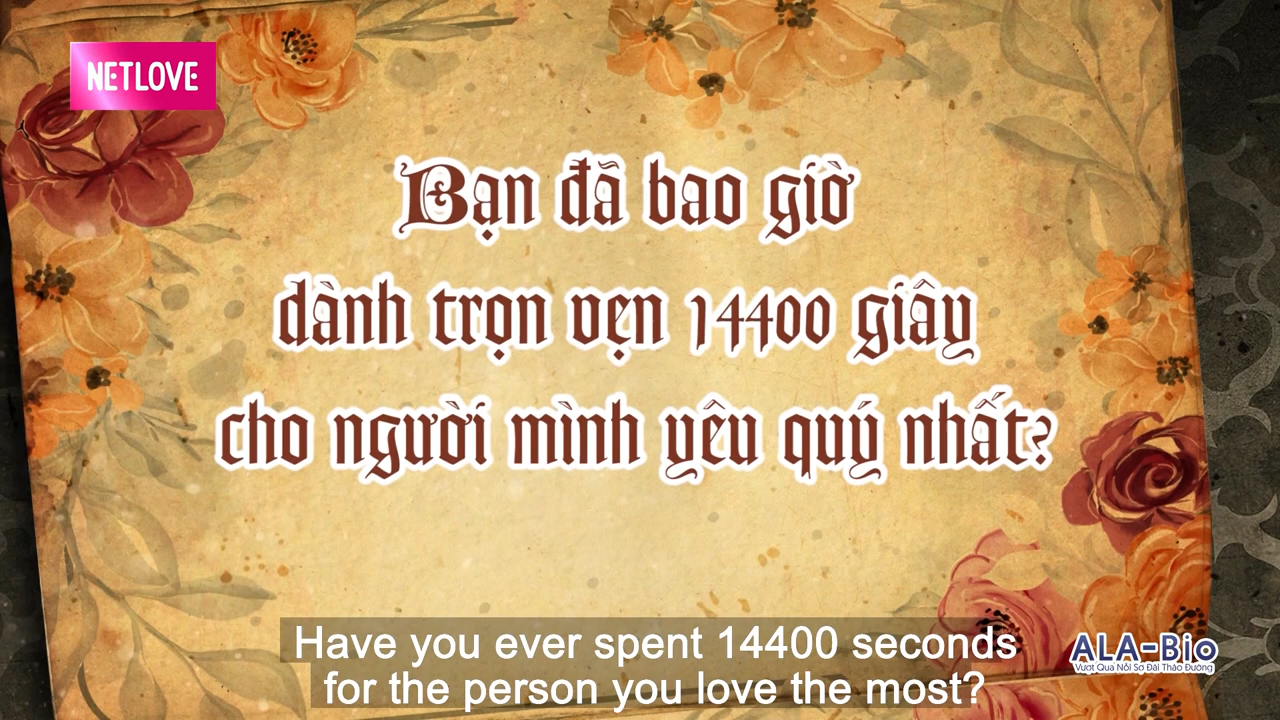 NETLOVE
Bạn đã bao giờ
dành trọn vẹn 14400 giây
cho người mình yêu quý nhất?
Have you ever spent 14400 seconds
for the person you love the most?
ALA-Bio
Vượt Qua Nỗi Sợ Đái Tháo Đường